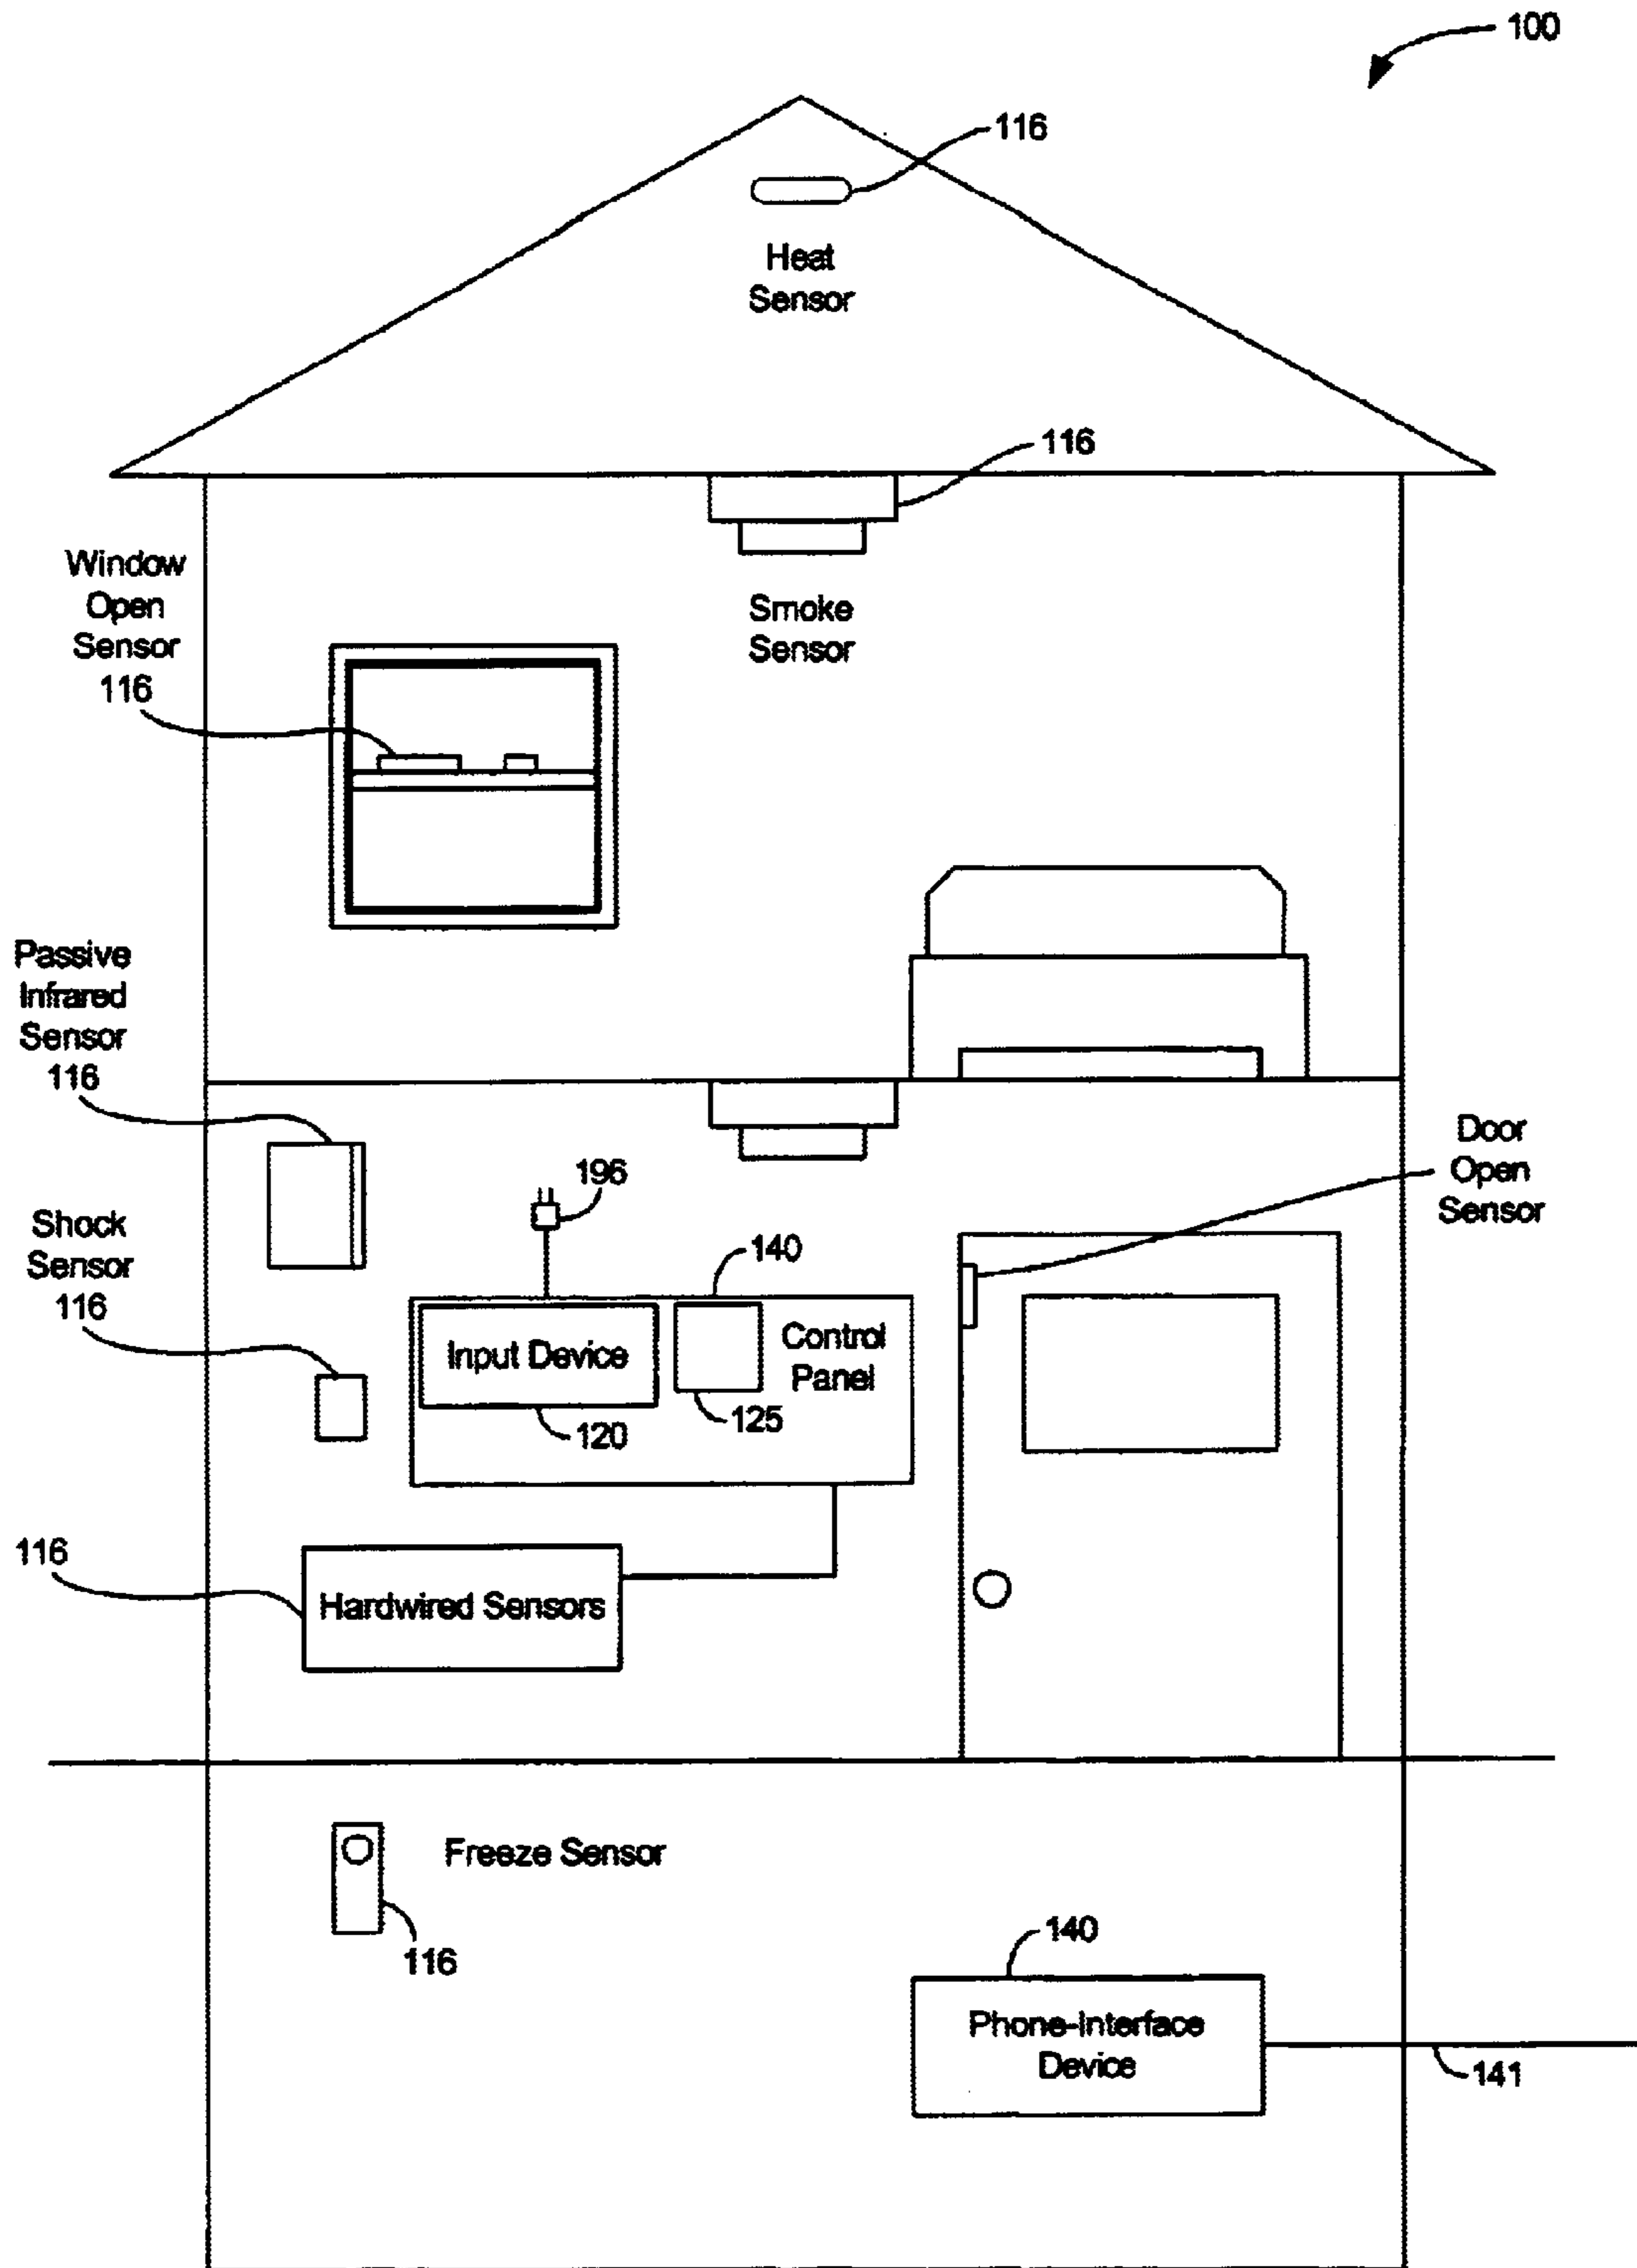 100
116
Heat
Sensor
116
Window
Open
Sensor
116
Smoke
Sensor
Passive
Infrared
Sensor
116
Door
Open
Sensor
196
Shock
Sensor
116
140
Input Device
Control
Panel
120
125
116
Hardwired Sensors
Freeze Sensor
116
140
Phone-Interface
Device
141